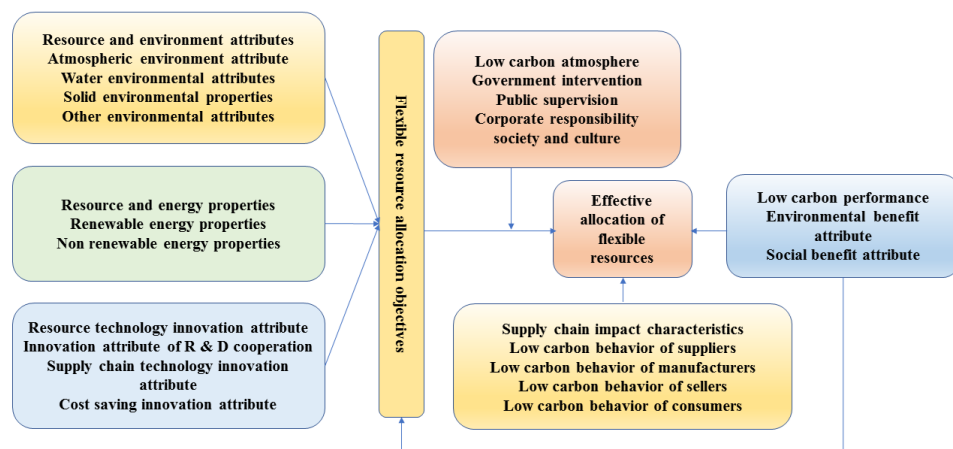 Resource and environment attributes
Atmospheric environment attribute
Water environmental attributes
Solid environmental properties
Other environmental attributes
Resource and energy properties
Renewable energy properties
Non renewable energy properties
Resource technology innovation attribute
Innovation attribute of R & D cooperation
Supply chain technology innovation
attribute
Cost saving innovation attribute
Flexible resource allocation objectives
Low carbon atmosphere
Government intervention
Public supervision
Corporate responsibility
society and culture
Effective
allocation of
flexible
resources
Supply chain impact characteristics
Low carbon behavior of suppliers
Low carbon behavior of manufacturers
Low carbon behavior of sellers
Low carbon behavior of consumers
Low carbon performance
Environmental benefit
attribute
Social benefit attribute